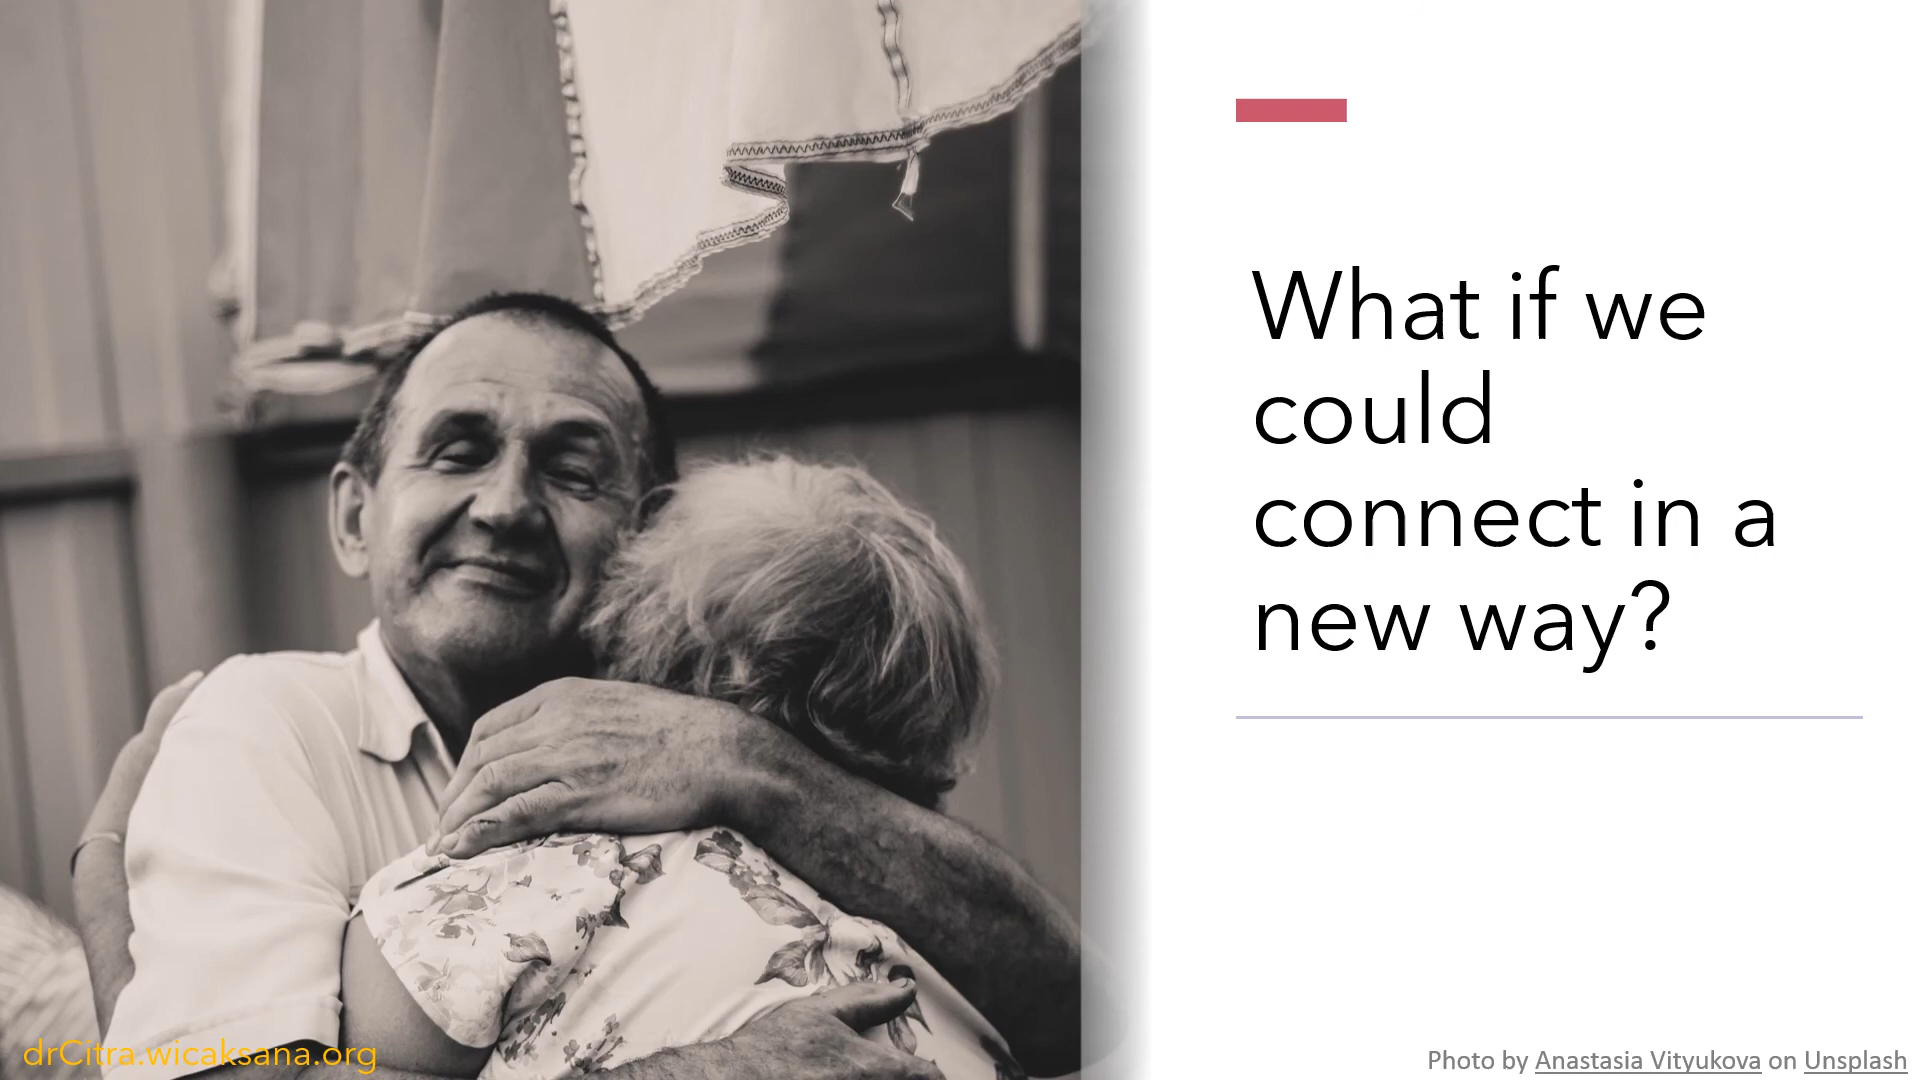 What if we
could
connect in a
new way?
drCitra.wicaksana.org
Photo by Anastasia Vityukova on Unsplash